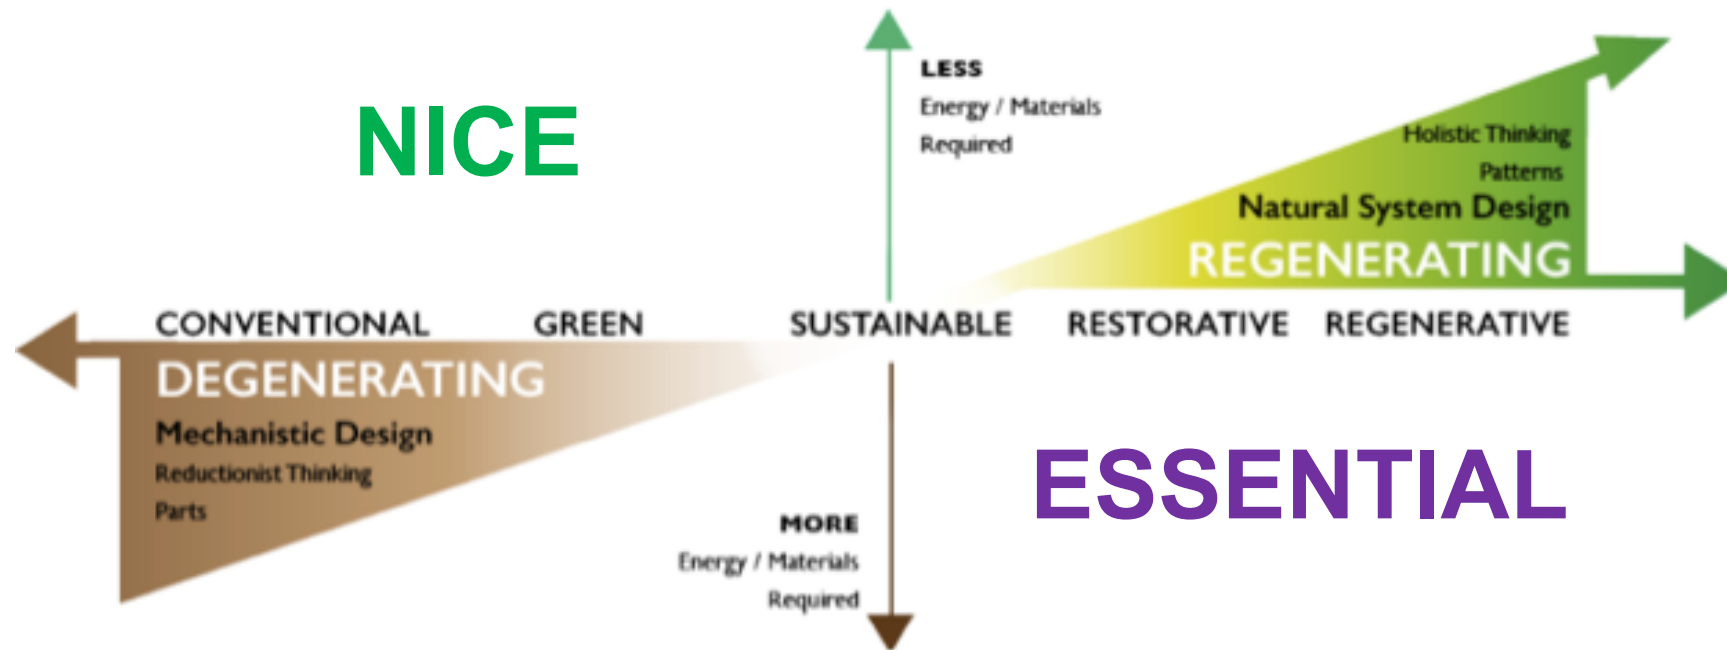 NICE
LESS
Energy / Materials
Required
Holistic Thinking
Patterns
Natural System Design
REGENERATING
CONVENTIONAL GREEN SUSTAINABLE RESTORATIVE REGENERATIVE
DEGENERATING
Mechanistic Design
Reductionist Thinking
Parts
ESSENTIAL
MORE
Energy / Materials
Required